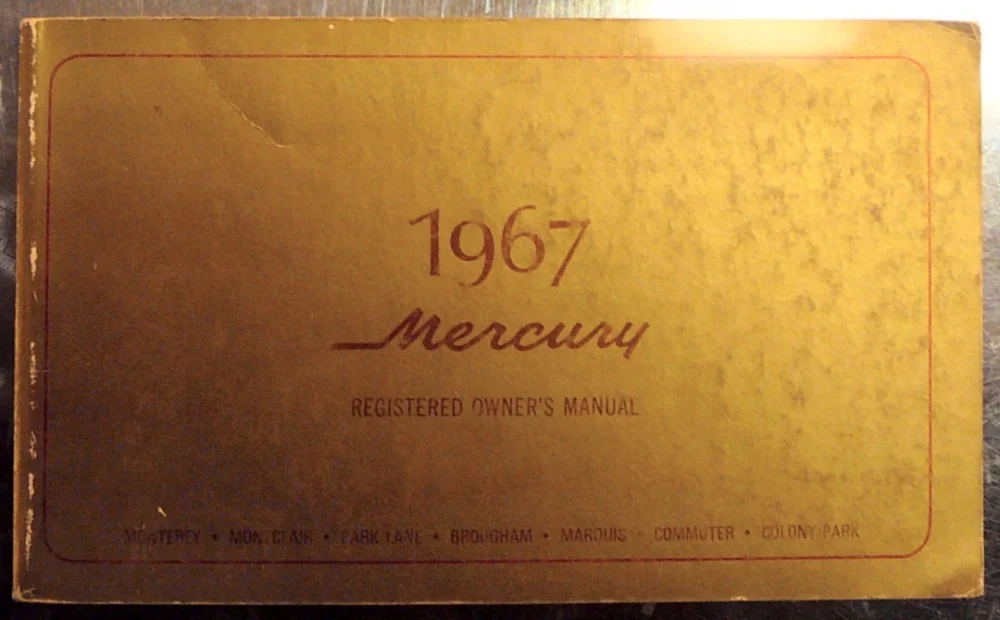 1967
Mercury
REGISTERED OWNER'S MANUAL
MONTEREY • MONTCLAIR • PARK LANE • BROUGHAM • MARQUIS • COMMUTER • COLONY PARK